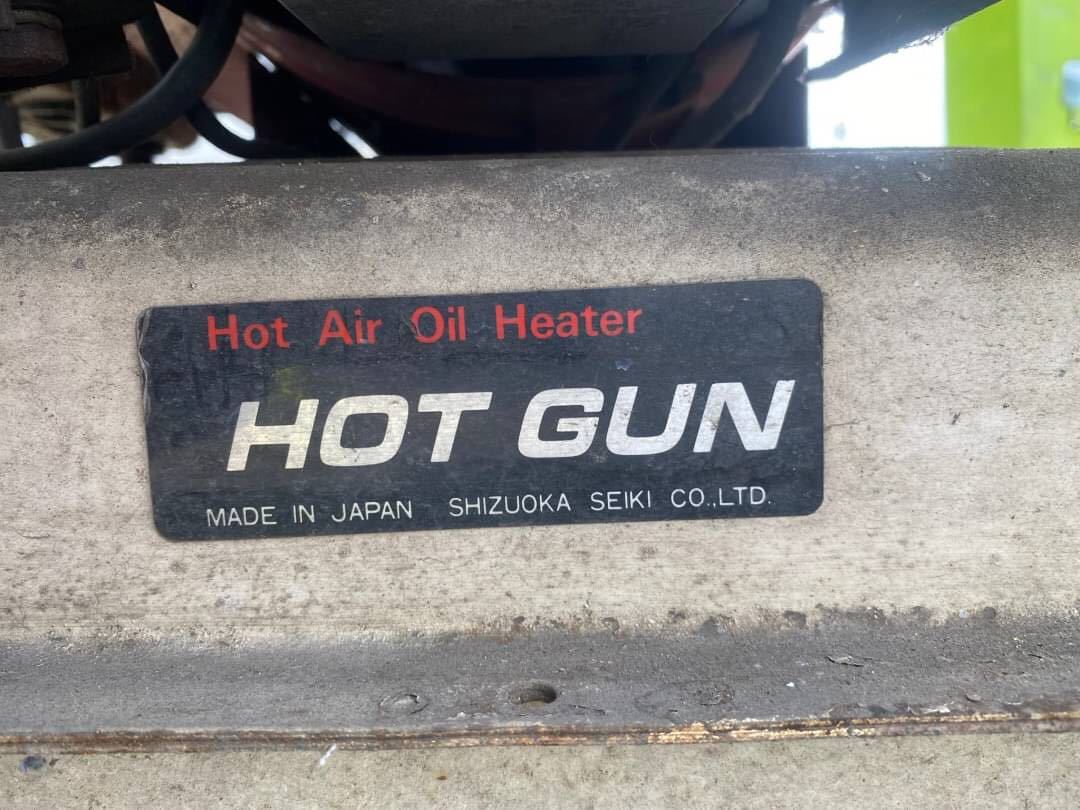 Hot Air Oil Heater
HOT GUN
MADE IN JAPAN SHIZUOKA SEIKI CO.,LTD.